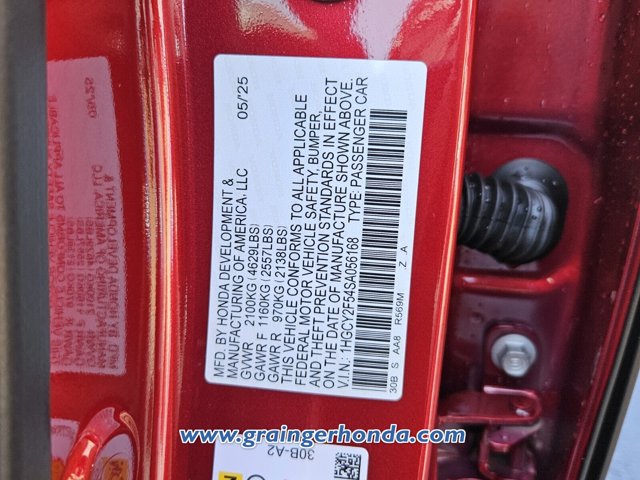 MFD. BY HONDA DEVELOPMENT & 05/25
MANUFACTURING OF AMERICA, LLC
GVWR 2100KG(4629LBS)
GAWR F 1160KG(2557LBS)
GAWR R 970KG(2138LBS)
THIS VEHICLE CONFORMS TO ALL APPLICABLE
FEDERAL MOTOR VEHICLE SAFETY, BUMPER,
AND THEFT PREVENTION STANDARDS IN EFFECT
ON THE DATE OF MANUFACTURE SHOWN ABOVE.
V.I.N.: 1HGCY2F54SA056168 TYPE: PASSENGER CAR
30B S AA8 R569M Z A
30B-A2
www.graingerhonda.com